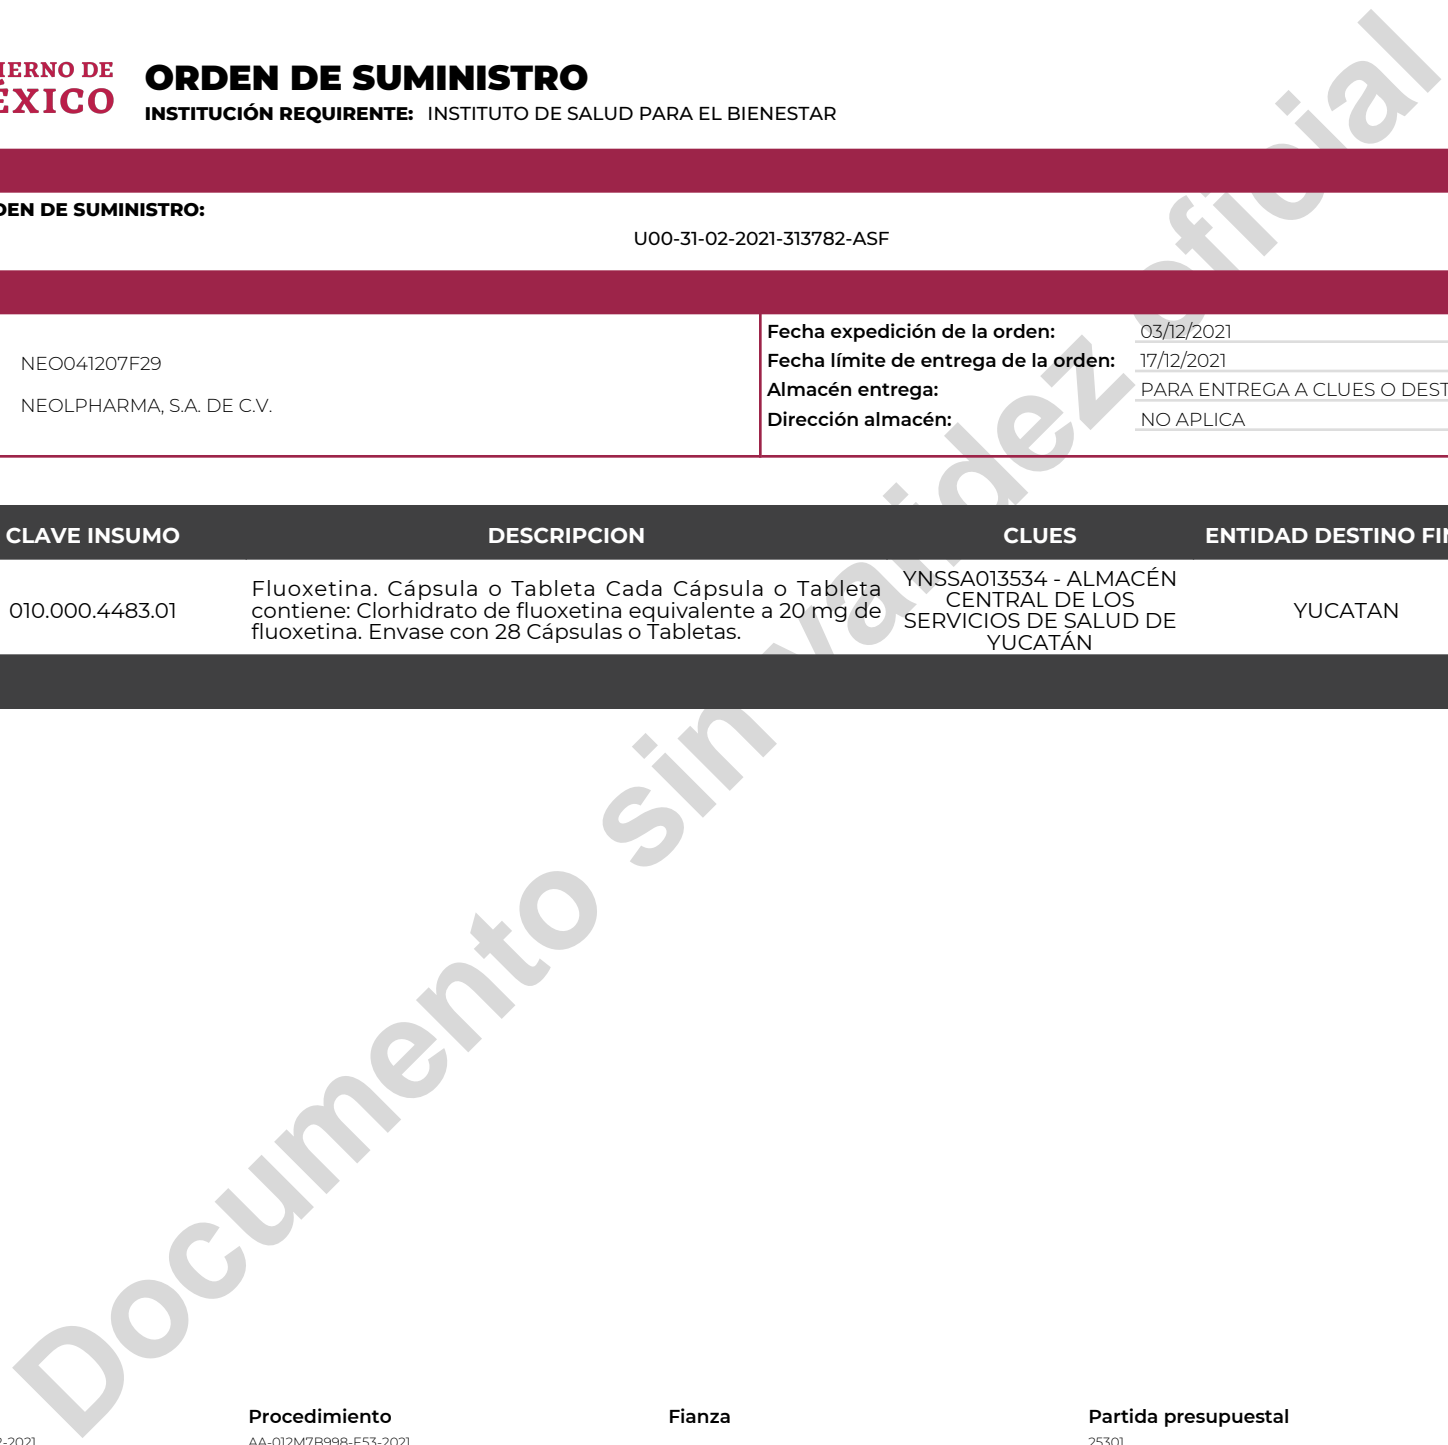 ORDEN DE SUMINISTRO
INSTITUCIÓN REQUIRENTE: INSTITUTO DE SALUD PARA EL BIENESTAR
DE
XICO
DE SUMINISTRO:
U00-31-02-2021-313782-ASF
NEO041207F29
NEOLPHARMA, S.A. DE C.V.
Fecha expedición de la orden: 03/12/2021
Fecha límite de entrega de la orden: 17/12/2021
Almacén entrega: PARA ENTREGA A CLUES O DEST
Dirección almacén: NO APLICA
CLAVE INSUMO DESCRIPCION CLUES ENTIDAD DESTINO
010.000.4483.01
Fluoxetina. Cápsula o Tableta Cada Cápsula o Tableta
contiene: Clorhidrato de fluoxetina equivalente a 20 mg de
fluoxetina. Envase con 28 Cápsulas o Tabletas.
YNSSA013534 - ALMACÉN
CENTRAL DE LOS
SERVICIOS DE SALUD DE
YUCATÁN
YUCATAN
Documento sin validez oficial
Procedimiento Fianza Partida presupuestal
-2021 AA-012M7B998-E53-2021 25301